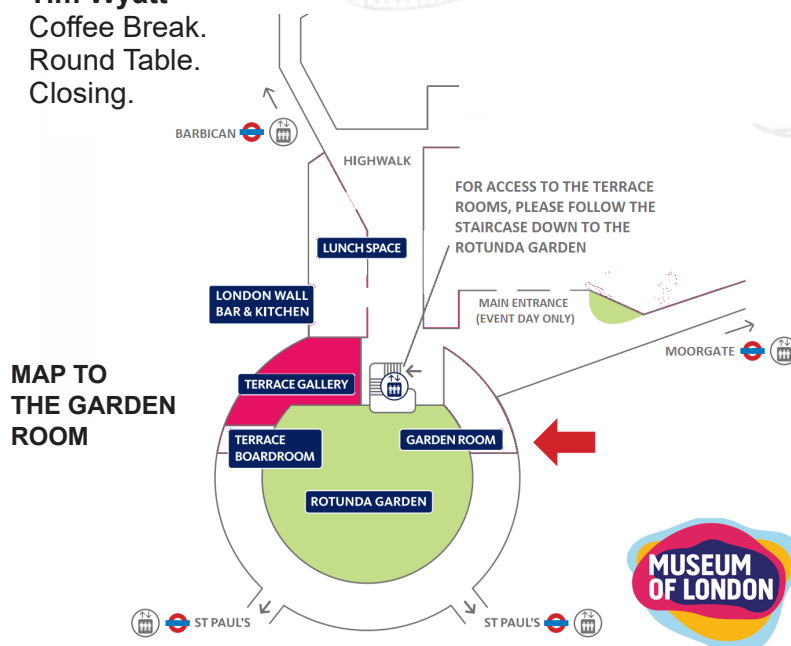 Tim Wyatt
Coffee Break.
Round Table.
Closing.
BARBICAN
HIGHWALK
FOR ACCESS TO THE TERRACE
ROOMS, PLEASE FOLLOW THE
STAIRCASE DOWN TO THE
ROTUNDA GARDEN
LUNCH SPACE
LONDON WALL
BAR & KITCHEN
MAIN ENTRANCE
(EVENT DAY ONLY)
MOORGATE
MAP TO
THE GARDEN
ROOM
TERRACE GALLERY
TERRACE
BOARDROOM
GARDEN ROOM
ROTUNDA GARDEN
MUSEUM
OF LONDON
ST PAUL'S
ST PAUL'S